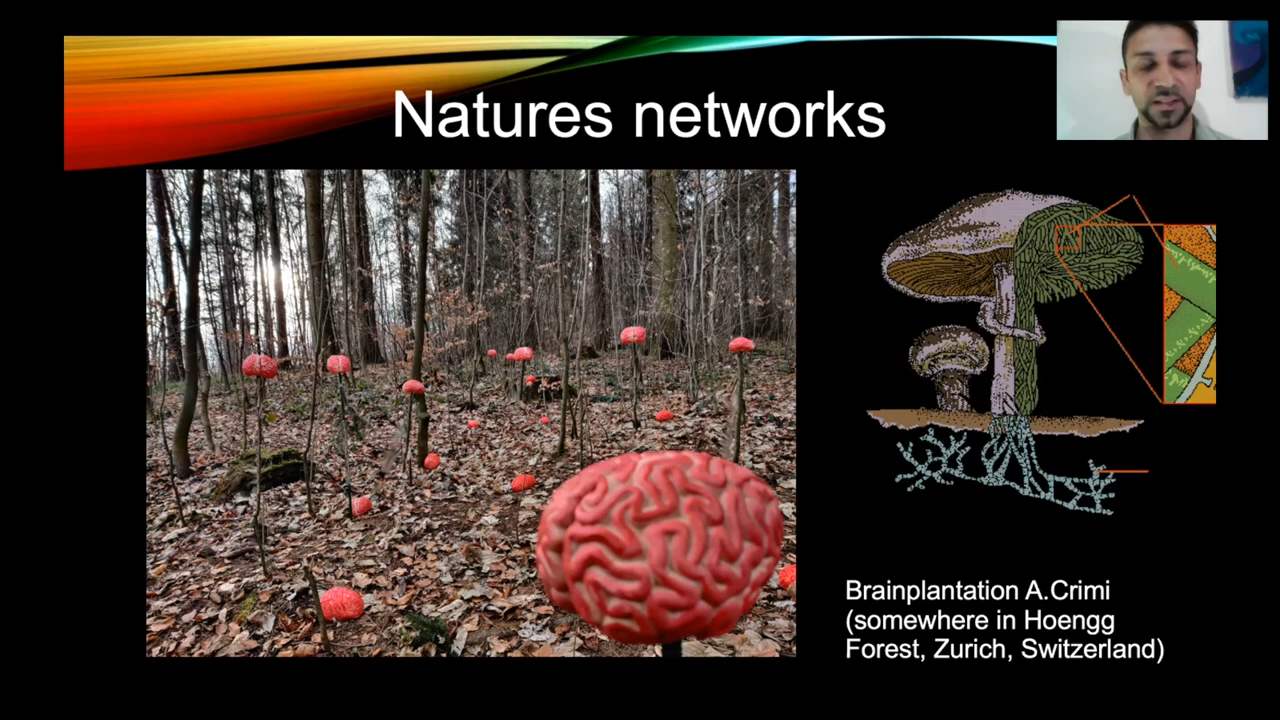 Natures networks
Brainplantation A.Crimi
(somewhere in Hoengg
Forest, Zurich, Switzerland)